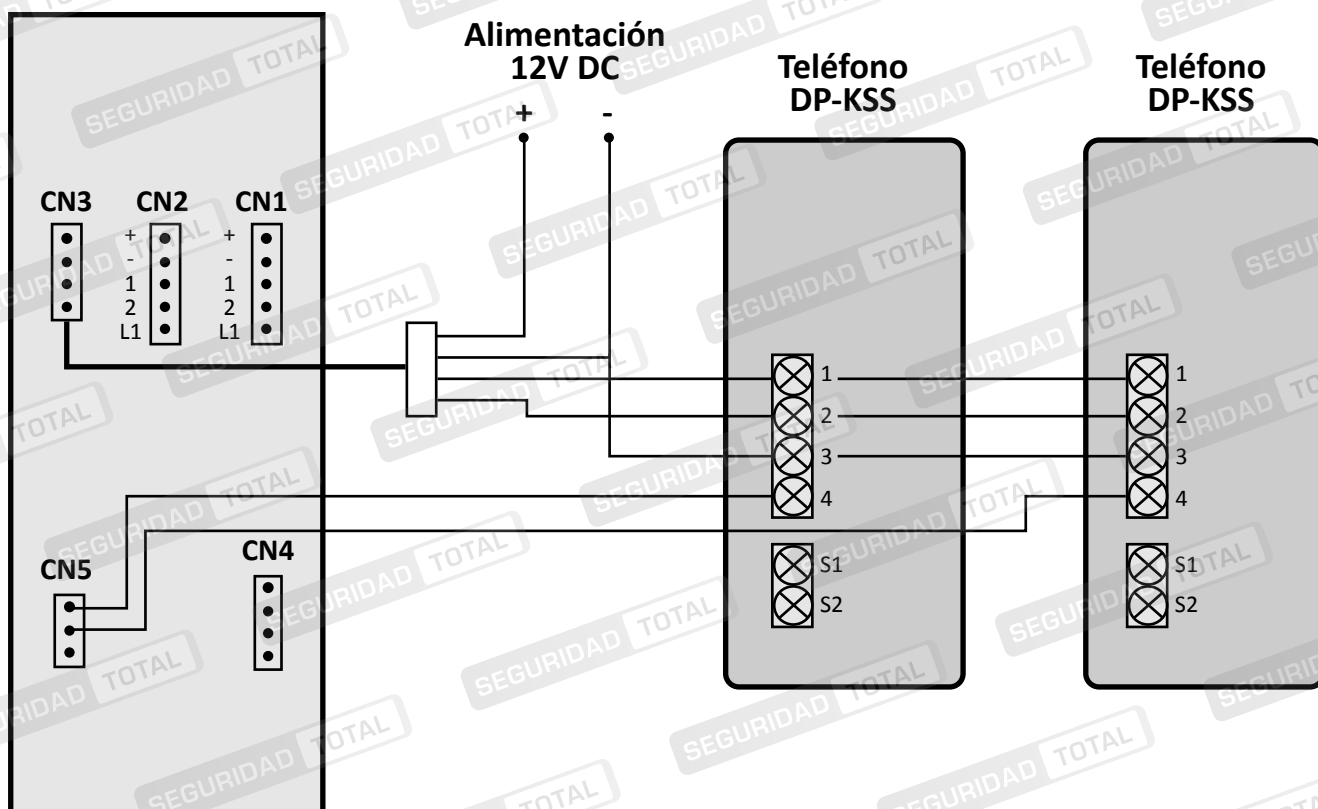 Alimentación
12V DC
+ -
Teléfono
DP-KSS
Teléfono
DP-KSS
CN3 CN2 CN1
+ +
- -
1 1
2 2
L1 L1
1 1
2 2
3 3
4 4
S1 S1
S2 S2
CN5 CN4
SEGURIDAD TOTAL